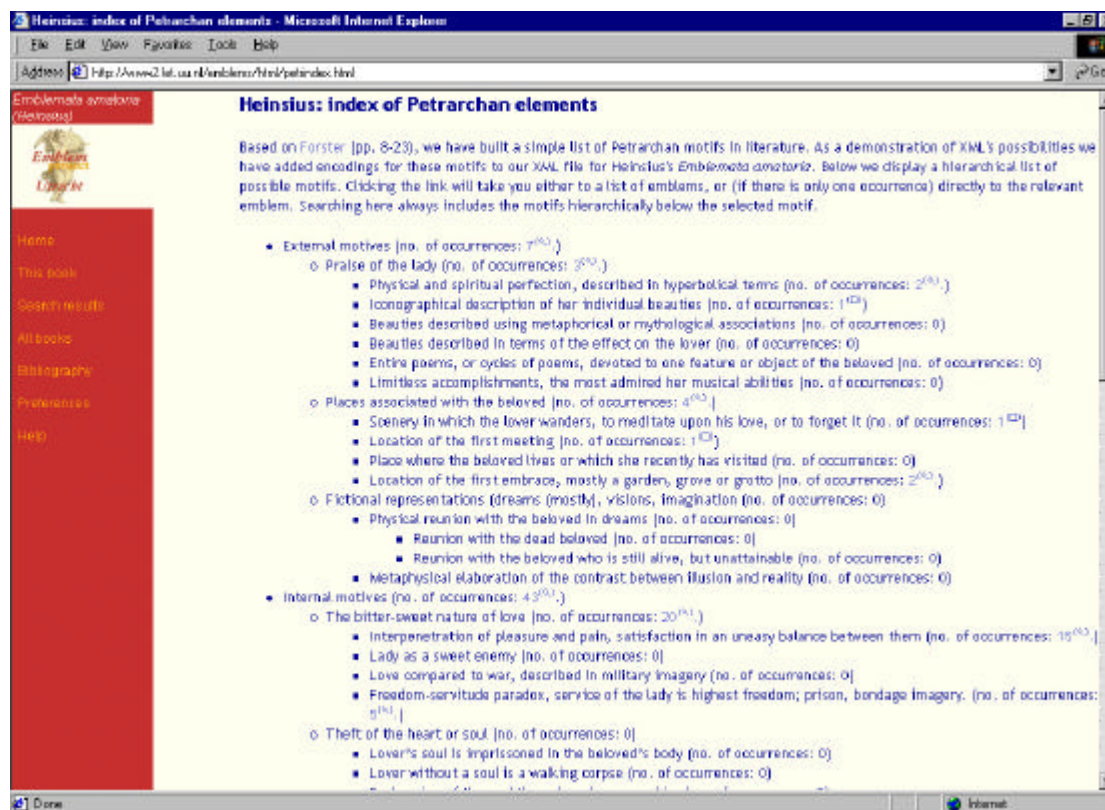 Heinsius: index of Petrarchan elements - Microsoft Internet Explorer
File Edit View Favorites Tools Help
Address http://www2.let.uu.nl/emblems/html/petrindex.html Go
Emblemata amatoria
(Heinsius)
Emblem
Project
Utrecht
Home
This book
Search results
All books
Bibliography
Preferences
Help
Heinsius: index of Petrarchan elements
Based on Forster (pp. 8-23), we have built a simple list of Petrarchan motifs in literature. As a demonstration of XML's possibilities we
have added encodings for these motifs to our XML file for Heinsius's Emblemata amatoria. Below we display a hierarchical list of
possible motifs. Clicking the link will take you either to a list of emblems, or (if there is only one occurrence) directly to the relevant
emblem. Searching here always includes the motifs hierarchically below the selected motif.
External motives (no. of occurrences: 7.)
Praise of the lady (no. of occurrences: 3.)
Physical and spiritual perfection, described in hyperbolical terms (no. of occurrences: 2.)
Iconographical description of her individual beauties (no. of occurrences: 1)
Beauties described using metaphorical or mythological associations (no. of occurrences: 0)
Beauties described in terms of the effect on the lover (no. of occurrences: 0)
Entire poems, or cycles of poems, devoted to one feature or object of the beloved (no. of occurrences: 0)
Limitless accomplishments, the most admired her musical abilities (no. of occurrences: 0)
Places associated with the beloved (no. of occurrences: 4.)
Scenery in which the lover wanders, to meditate upon his love, or to forget it (no. of occurrences: 1)
Location of the first meeting (no. of occurrences: 1)
Place where the beloved lives or which she recently has visited (no. of occurrences: 0)
Location of the first embrace, mostly a garden, grove or grotto (no. of occurrences: 2.)
Fictional representations (dreams (mostly), visions, imagination (no. of occurrences: 0)
Physical reunion with the beloved in dreams (no. of occurrences: 0)
Reunion with the dead beloved (no. of occurrences: 0)
Reunion with the beloved who is still alive, but unattainable (no. of occurrences: 0)
Metaphysical elaboration of the contrast between illusion and reality (no. of occurrences: 0)
Internal motives (no. of occurrences: 43.)
The bitter-sweet nature of love (no. of occurrences: 20.)
Interpenetration of pleasure and pain, satisfaction in an uneasy balance between them (no. of occurrences: 15.)
Lady as a sweet enemy (no. of occurrences: 0)
Love compared to war, described in military imagery (no. of occurrences: 0)
Freedom-servitude paradox, service of the lady is highest freedom; prison, bondage imagery. (no. of occurrences:
5.)
Theft of the heart or soul (no. of occurrences: 0)
Lover's soul is imprissoned in the beloved's body (no. of occurrences: 0)
Lover without a soul is a walking corpse (no. of occurrences: 0)
Done
Internet